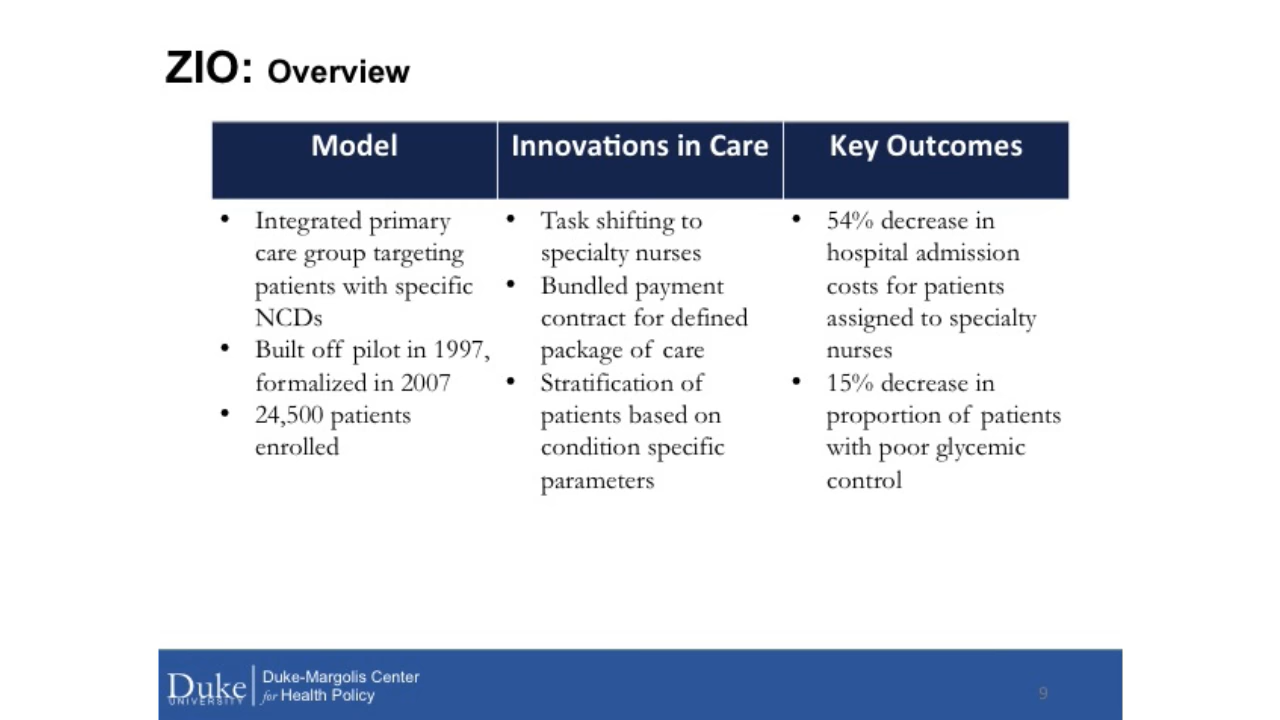 ZIO: Overview
Model
Innovations in Care
Key Outcomes
• Integrated primary
care group targeting
patients with specific
NCDs
• Built off pilot in 1997,
formalized in 2007
• 24,500 patients
enrolled
• Task shifting to
specialty nurses
• Bundled payment
contract for defined
package of care
• Stratification of
patients based on
condition specific
parameters
• 54% decrease in
hospital admission
costs for patients
assigned to specialty
nurses
• 15% decrease in
proportion of patients
with poor glycemic
control
Duke
UNIVERSITY
Duke-Margolis Center
for Health Policy
9